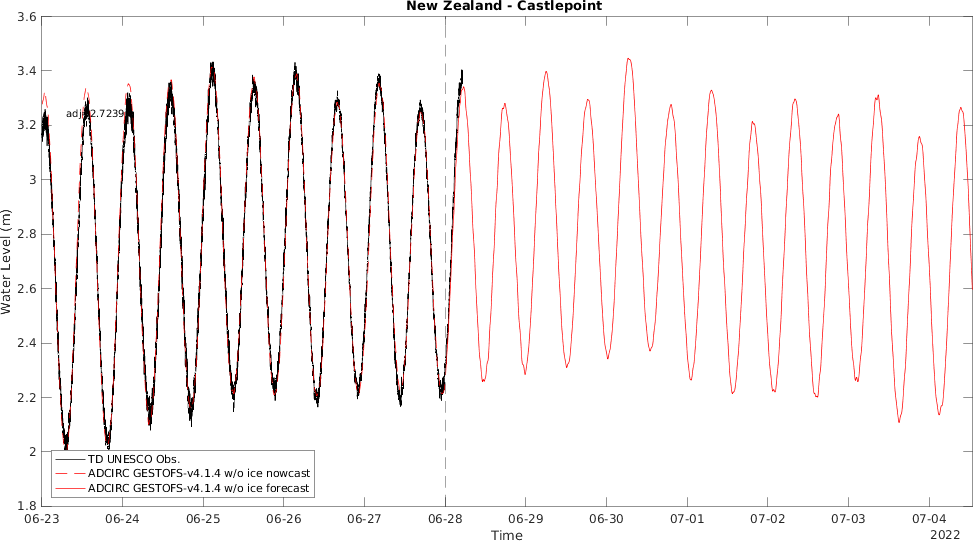 New Zealand - Castlepoint
3.6
3.4
3.2
3
2.8
2.6
2.4
2.2
2
1.8
Water Level (m)
TD UNESCO Obs.
ADCIRC GESTOFS-v4.1.4 w/o ice nowcast
ADCIRC GESTOFS-v4.1.4 w/o ice forecast
06-23 06-24 06-25 06-26 06-27 06-28 06-29 06-30 07-01 07-02 07-03 07-04
Time
2022